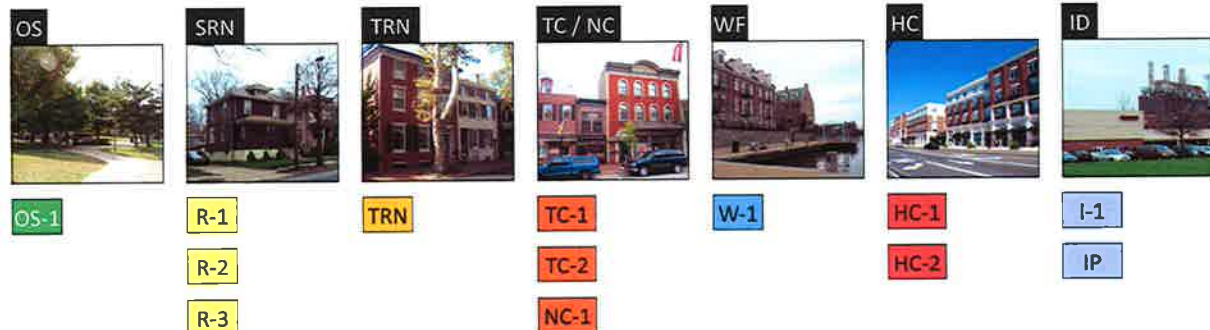 OS
SRN
TRN
TC / NC
WF
HC
ID
OS-1
R-1
TRN
TC-1
W-1
HC-1
I-1
R-2
TC-2
HC-2
IP
R-3
NC-1